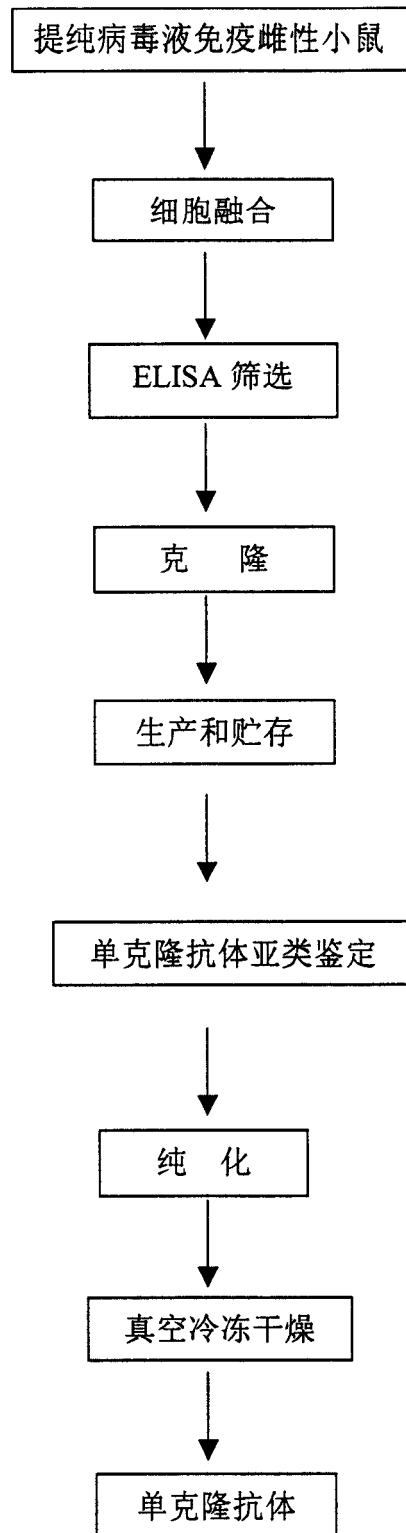 提纯病毒液免疫雌性小鼠
细胞融合
ELISA 筛选
克 隆
生产和贮存
单克隆抗体亚类鉴定
纯 化
真空冷冻干燥
单克隆抗体